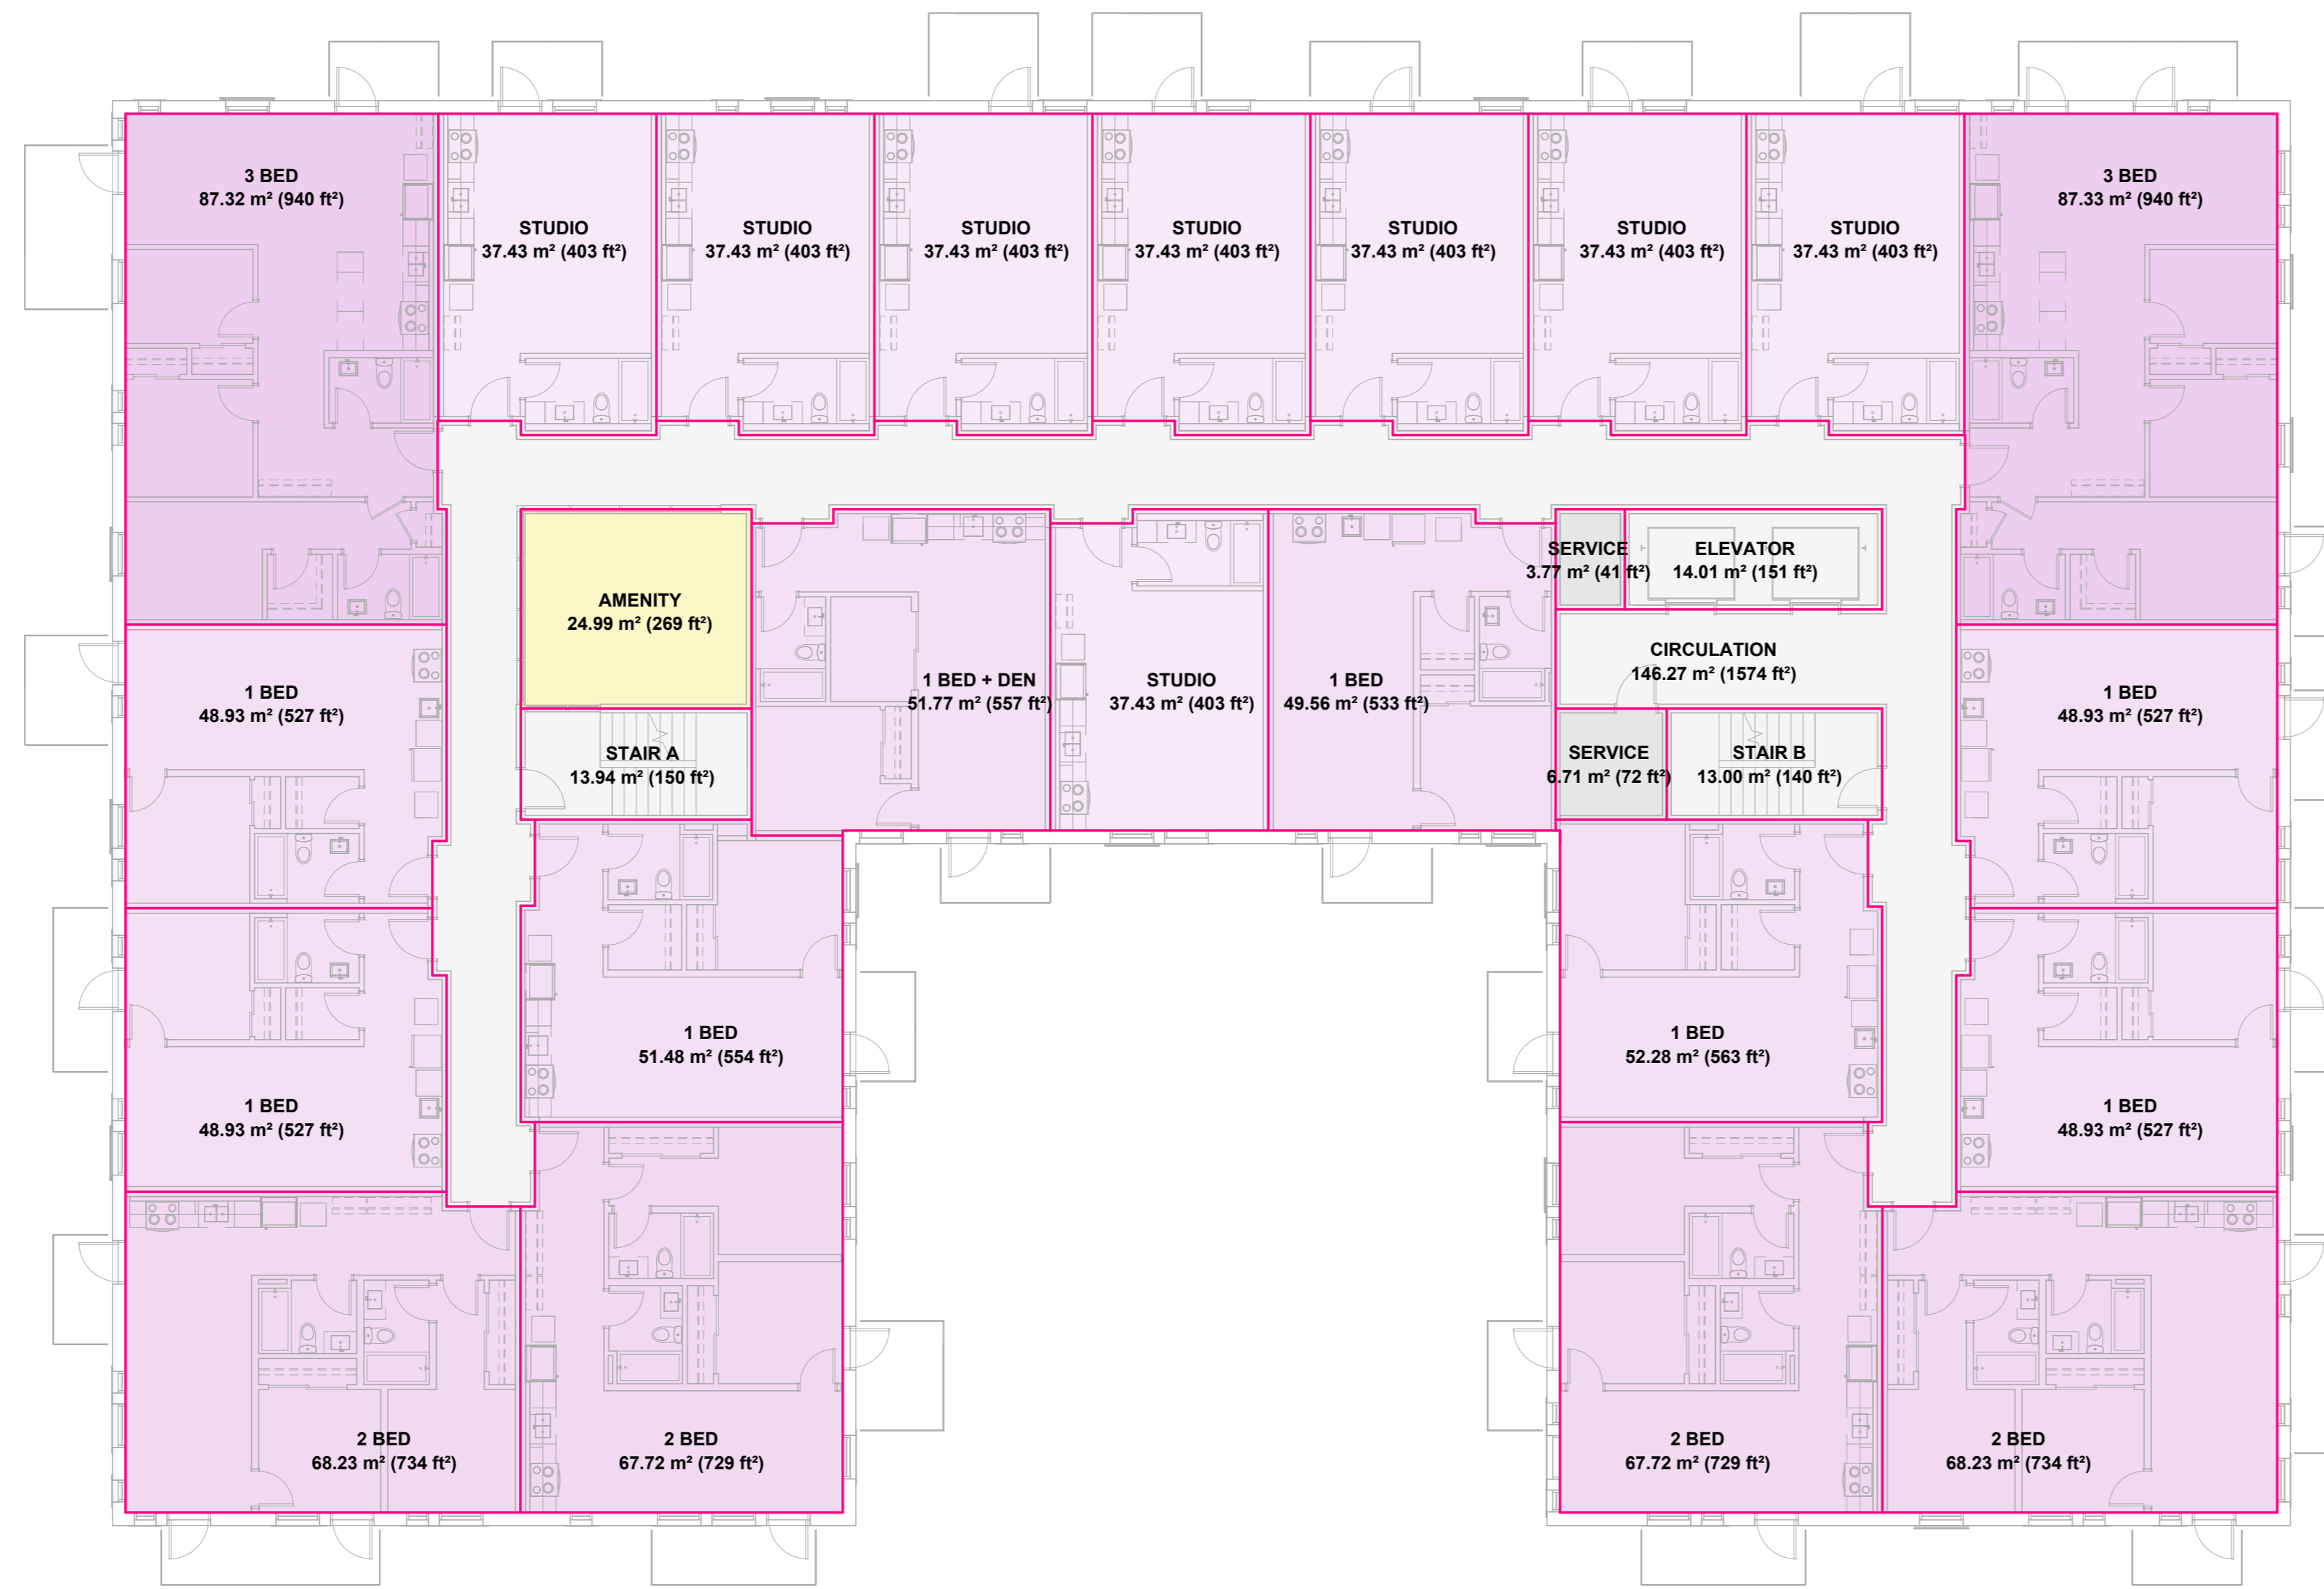 3 BED
87.32 m² (940 ft²)
STUDIO
37.43 m² (403 ft²)
STUDIO
37.43 m² (403 ft²)
STUDIO
37.43 m² (403 ft²)
STUDIO
37.43 m² (403 ft²)
STUDIO
37.43 m² (403 ft²)
STUDIO
37.43 m² (403 ft²)
STUDIO
37.43 m² (403 ft²)
3 BED
87.33 m² (940 ft²)
AMENITY
24.99 m² (269 ft²)
SERVICE
3.77 m² (41 ft²)
ELEVATOR
14.01 m² (151 ft²)
CIRCULATION
146.27 m² (1574 ft²)
1 BED
48.93 m² (527 ft²)
1 BED + DEN
51.77 m² (557 ft²)
STUDIO
37.43 m² (403 ft²)
1 BED
49.56 m² (533 ft²)
1 BED
48.93 m² (527 ft²)
STAIR A
13.94 m² (150 ft²)
SERVICE
6.71 m² (72 ft²)
STAIR B
13.00 m² (140 ft²)
1 BED
51.48 m² (554 ft²)
1 BED
52.28 m² (563 ft²)
1 BED
48.93 m² (527 ft²)
1 BED
48.93 m² (527 ft²)
2 BED
68.23 m² (734 ft²)
2 BED
67.72 m² (729 ft²)
2 BED
67.72 m² (729 ft²)
2 BED
68.23 m² (734 ft²)